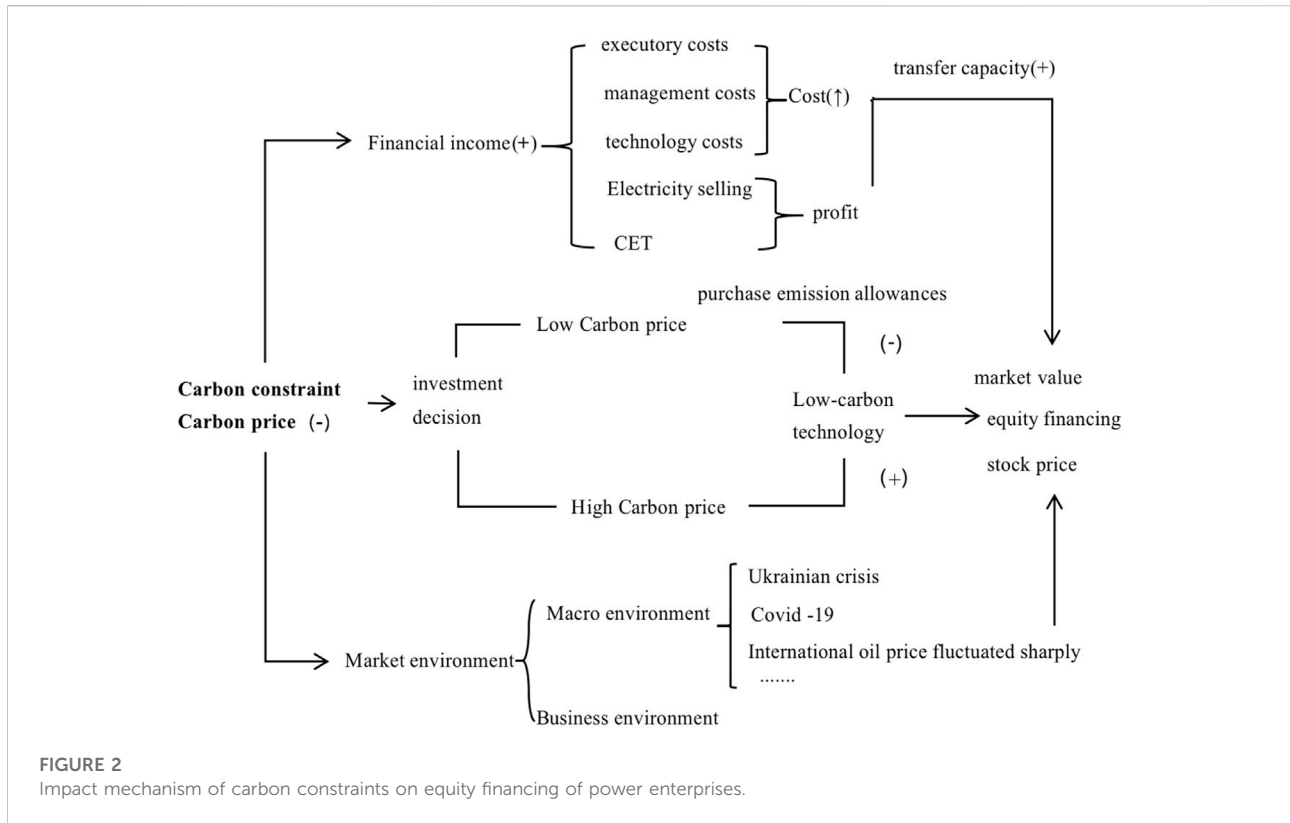 executory costs
management costs
technology costs
Cost(↑)
transfer capacity(+)
Financial income(+)
Electricity selling
CET
profit
purchase emission allowances
Low Carbon price
(-)
Carbon constraint
Carbon price (-)
investment
decision
Low-carbon
technology
market value
equity financing
stock price
(+)
High Carbon price
Market environment
Macro environment
Ukrainian crisis
Covid -19
International oil price fluctuated sharply
.......
Business environment
FIGURE 2
Impact mechanism of carbon constraints on equity financing of power enterprises.